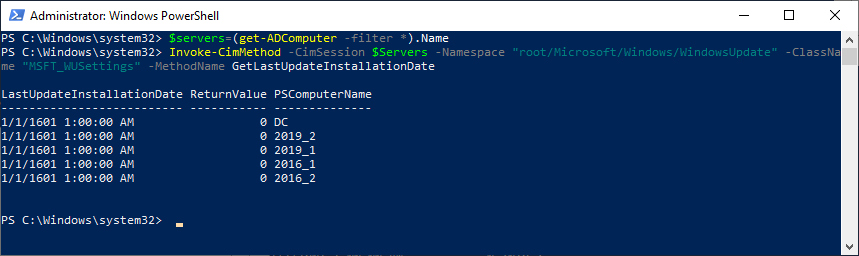 Administrator: Windows PowerShell
PS C:\Windows\system32> $servers=(get-ADComputer -filter *).Name
PS C:\Windows\system32> Invoke-CimMethod -CimSession $Servers -Namespace "root/Microsoft/Windows/WindowsUpdate" -ClassNa
me "MSFT_WUSettings" -MethodName GetLastUpdateInstallationDate
LastUpdateInstallationDate ReturnValue PSComputerName
-------------------------- ----------- --------------
1/1/1601 1:00:00 AM 0 DC
1/1/1601 1:00:00 AM 0 2019_2
1/1/1601 1:00:00 AM 0 2019_1
1/1/1601 1:00:00 AM 0 2016_1
1/1/1601 1:00:00 AM 0 2016_2
PS C:\Windows\system32> _